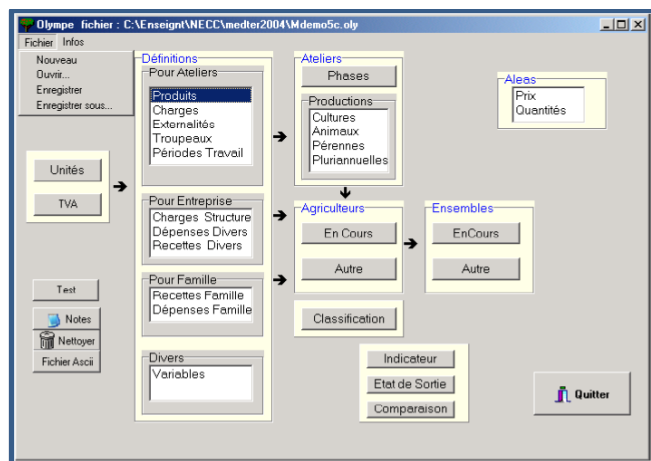 Olympe fichier : C:\Enseignt\NECC\medter2004\Mdemo5c.oly
Fichier Infos
Nouveau
Ouvrir...
Enregistrer
Enregistrer sous...
Unités
TVA
Test
Notes
Nettoyer
Fichier Ascii
Définitions
Pour Ateliers
Produits
Charges
Externalités
Troupeaux
Périodes Travail
Pour Entreprise
Charges Structure
Dépenses Divers
Recettes Divers
Pour Famille
Recettes Famille
Dépenses Famille
Divers
Variables
Ateliers
Phases
Productions
Cultures
Animaux
Pérennes
Pluriannuelles
Agriculteurs
En Cours
Autre
Classification
Ensembles
EnCours
Autre
Aleas
Prix
Quantités
Indicateur
Etat de Sortie
Comparaison
Quitter